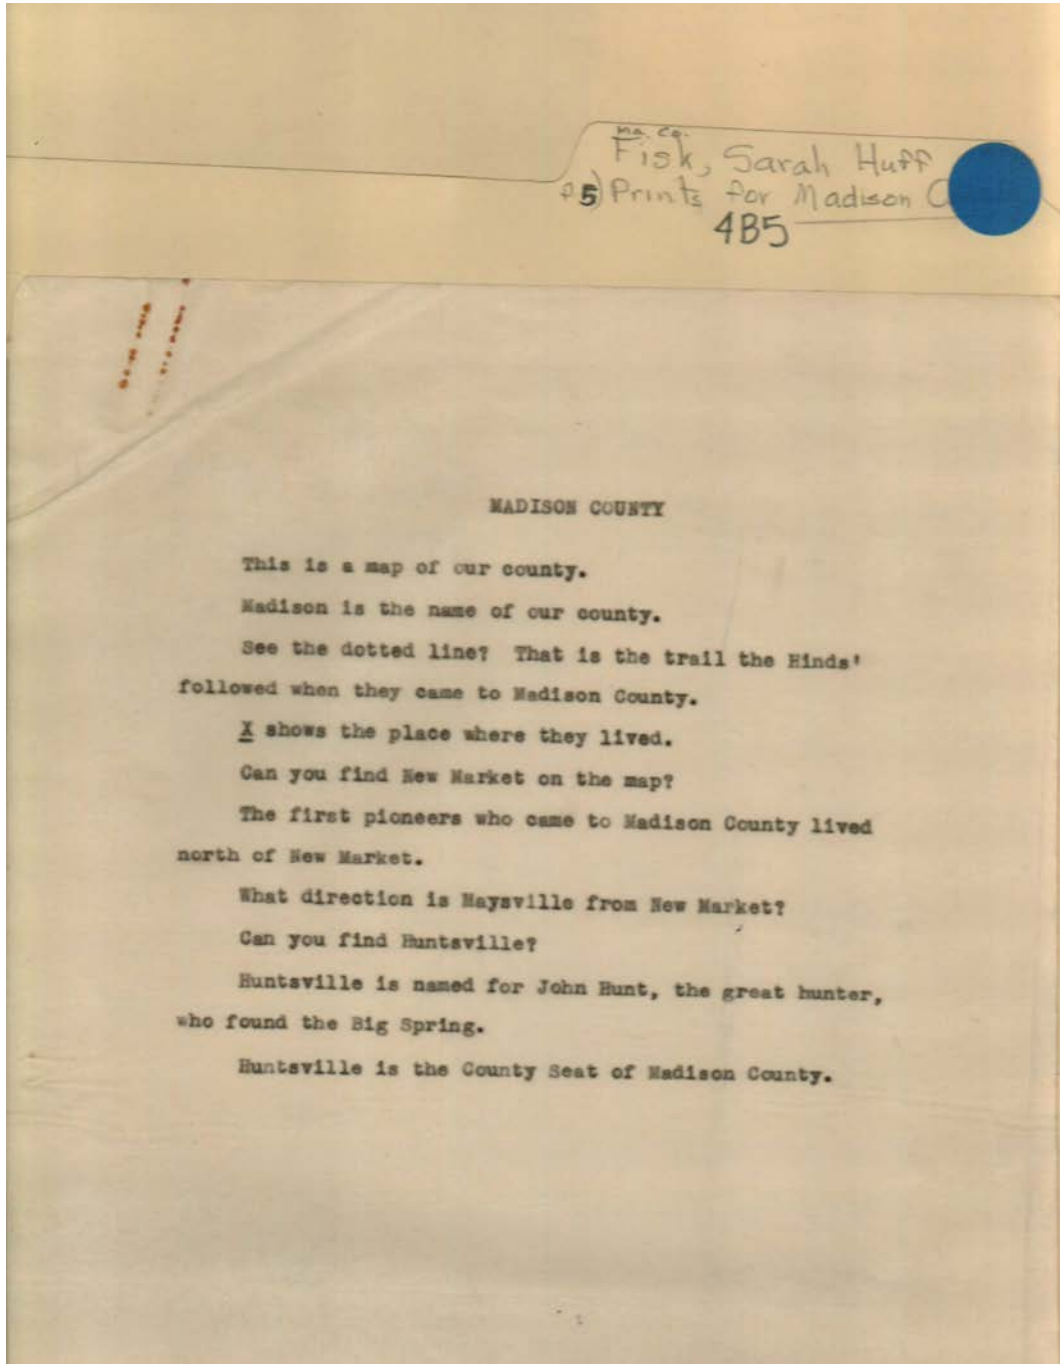 Ma. Co.
Fisk, Sarah Huff
5) Prints for Madison
4B5
MADISON COUNTY
This is a map of our county.
Madison is the name of our county.
See the dotted line? That is the trail the Hinds'
followed when they came to Madison County.
X shows the place where they lived.
Can you find New Market on the map?
The first pioneers who came to Madison County lived
north of New Market.
What direction is Maysville from New Market?
Can you find Huntsville?
Huntsville is named for John Hunt, the great hunter,
who found the Big Spring.
Huntsville is the County Seat of Madison County.